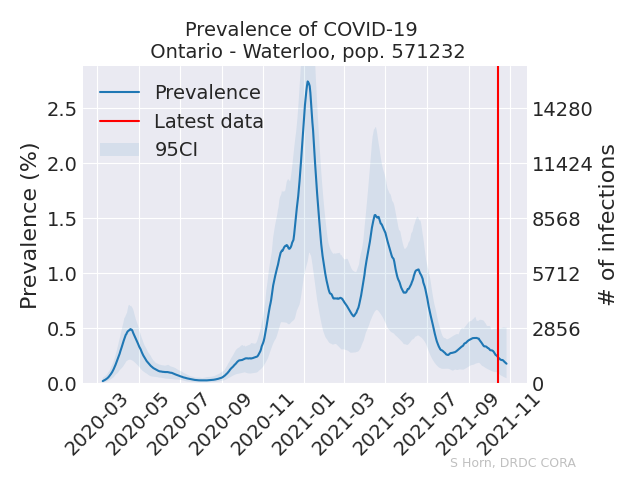 Prevalence of COVID-19
Ontario - Waterloo, pop. 571232
Prevalence
Latest data
95CI
Prevalence (%)
2.5
2.0
1.5
1.0
0.5
0.0
14280
11424
8568
5712
2856
0
# of infections
2020-03
2020-05
2020-07
2020-09
2020-11
2021-01
2021-03
2021-05
2021-07
2021-09
2021-11
S Horn, DRDC CORA